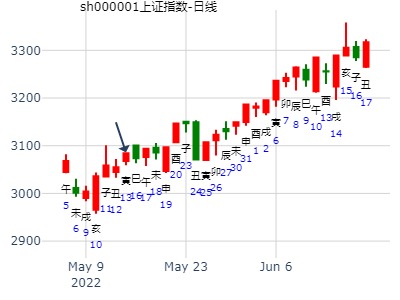 sh000001上证指数-日线
3300
3200
3100
3000
2900
午
5
未
6
戌
9
亥
10
子
11
丑
12
寅
13
巳
16
午
17
未
18
申
19
酉
20
子
23
丑
24
寅
25
卯
26
辰
27
未
30
申
31
酉
1
戌
2
寅
6
卯
7
辰
8
巳
9
午
10
酉
13
戌
14
亥
15
子
16
丑
17
May 9
2022
May 23
Jun 6